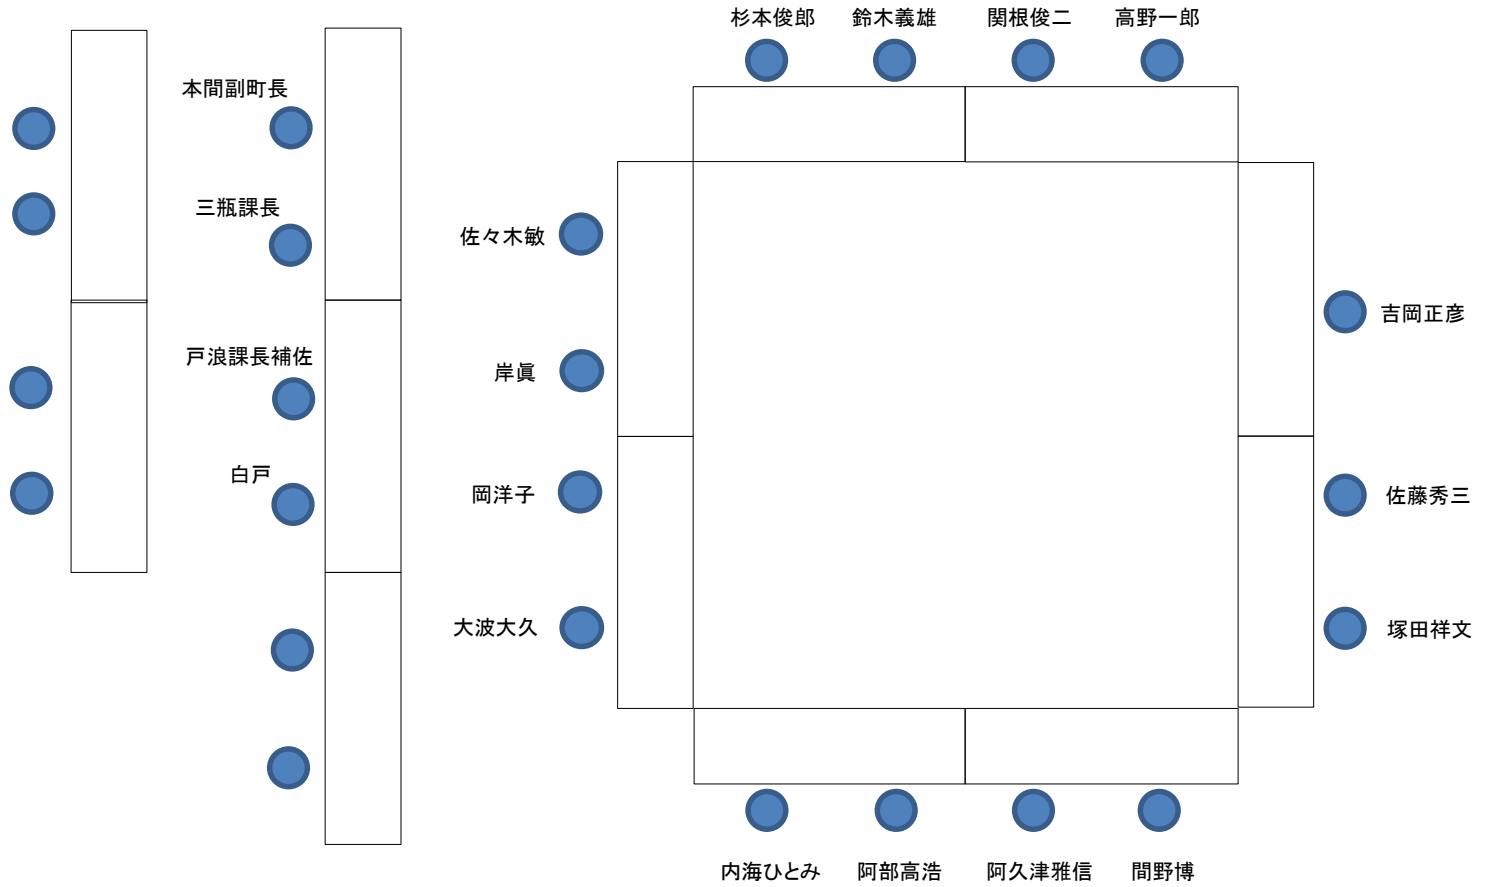 杉本俊郎
鈴木義雄
関根俊二
高野一郎
本間副町長
三瓶課長
佐々木敏
吉岡正彦
戸浪課長補佐
岸眞
白戸
岡洋子
佐藤秀三
大波大久
塚田祥文
内海ひとみ
阿部高浩
阿久津雅信
間野博